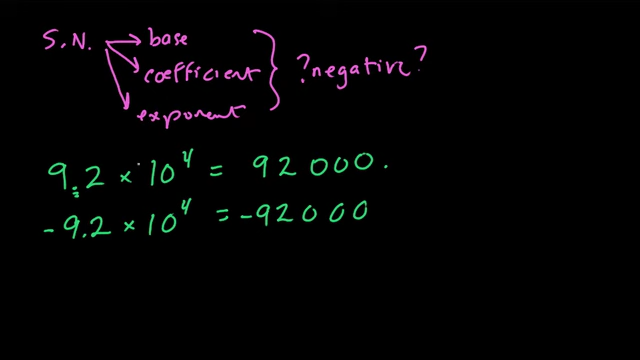 S.N. → base
→ coefficient } ? negative ?
→ exponent
9.2 × 10⁴ = 92000.
-9.2 × 10⁴ = -92000